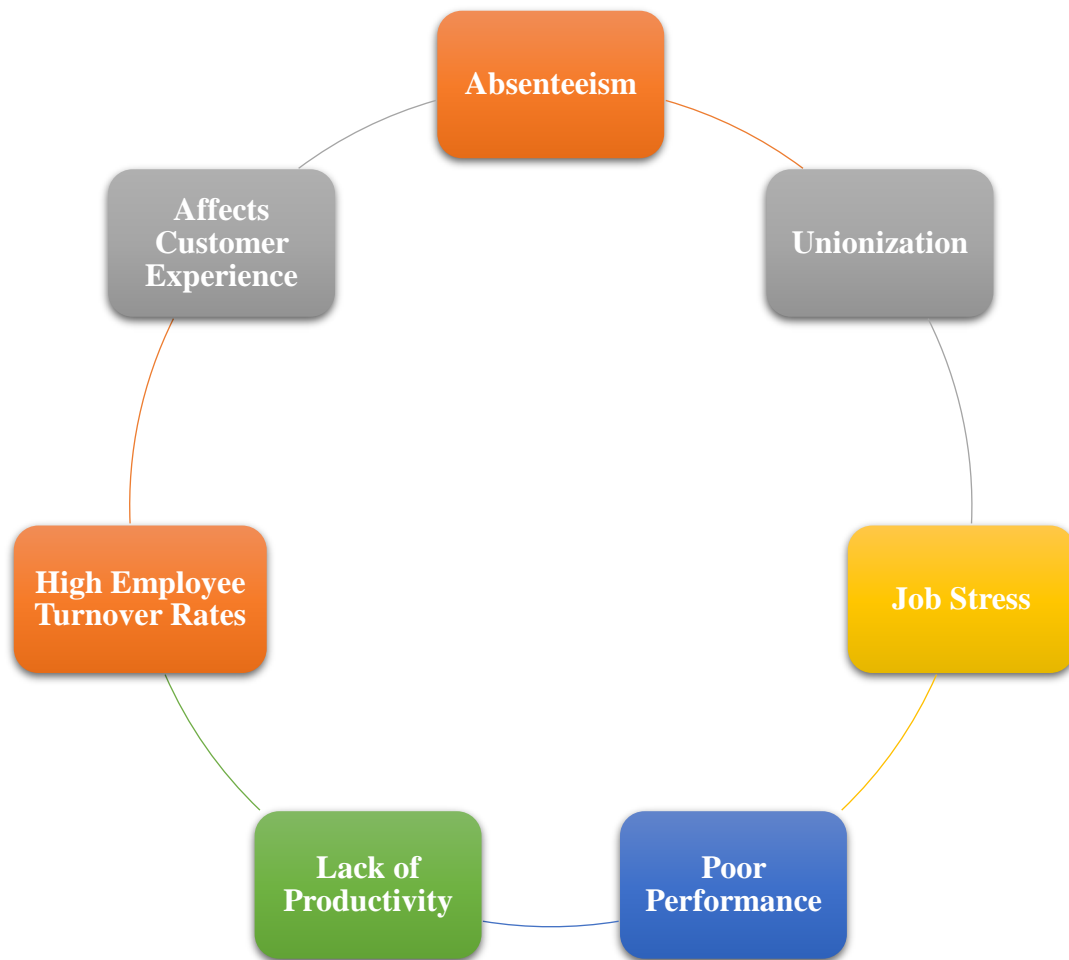 Absenteeism
Unionization
Job Stress
Poor
Performance
Lack of
Productivity
High Employee
Turnover Rates
Affects
Customer
Experience